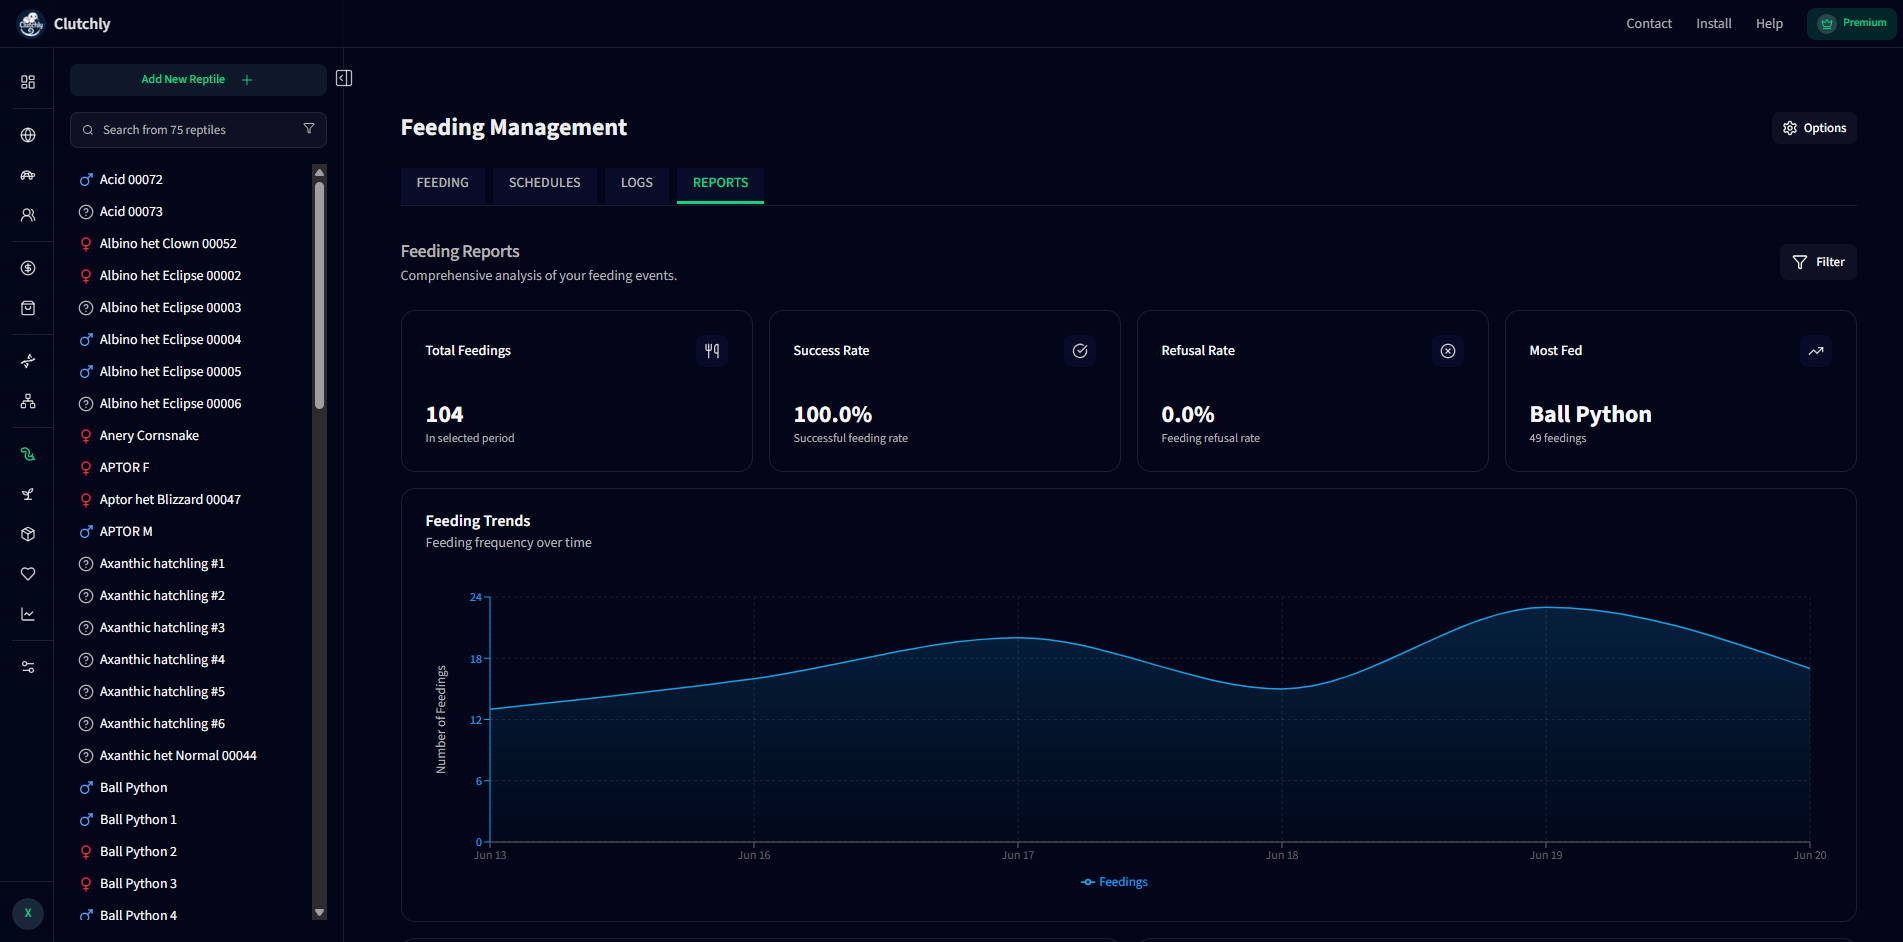 Clutchly
Clutchly
Contact
Install
Help
Premium
Add New Reptile
Search from 75 reptiles
Acid 00072
Acid 00073
Albino het Clown 00052
Albino het Eclipse 00002
Albino het Eclipse 00003
Albino het Eclipse 00004
Albino het Eclipse 00005
Albino het Eclipse 00006
Anery Cornsnake
APTOR F
Aptor het Blizzard 00047
APTOR M
Axanthic hatchling #1
Axanthic hatchling #2
Axanthic hatchling #3
Axanthic hatchling #4
Axanthic hatchling #5
Axanthic hatchling #6
Axanthic het Normal 00044
Ball Python
Ball Python 1
Ball Python 2
Ball Python 3
Ball Python 4
X
Feeding Management
Options
FEEDING
SCHEDULES
LOGS
REPORTS
Feeding Reports
Comprehensive analysis of your feeding events.
Filter
Total Feedings
104
In selected period
Success Rate
100.0%
Successful feeding rate
Refusal Rate
0.0%
Feeding refusal rate
Most Fed
Ball Python
49 feedings
Feeding Trends
Feeding frequency over time
Number of Feedings
24
18
12
6
0
Jun 13
Jun 16
Jun 17
Jun 18
Jun 19
Jun 20
Feedings